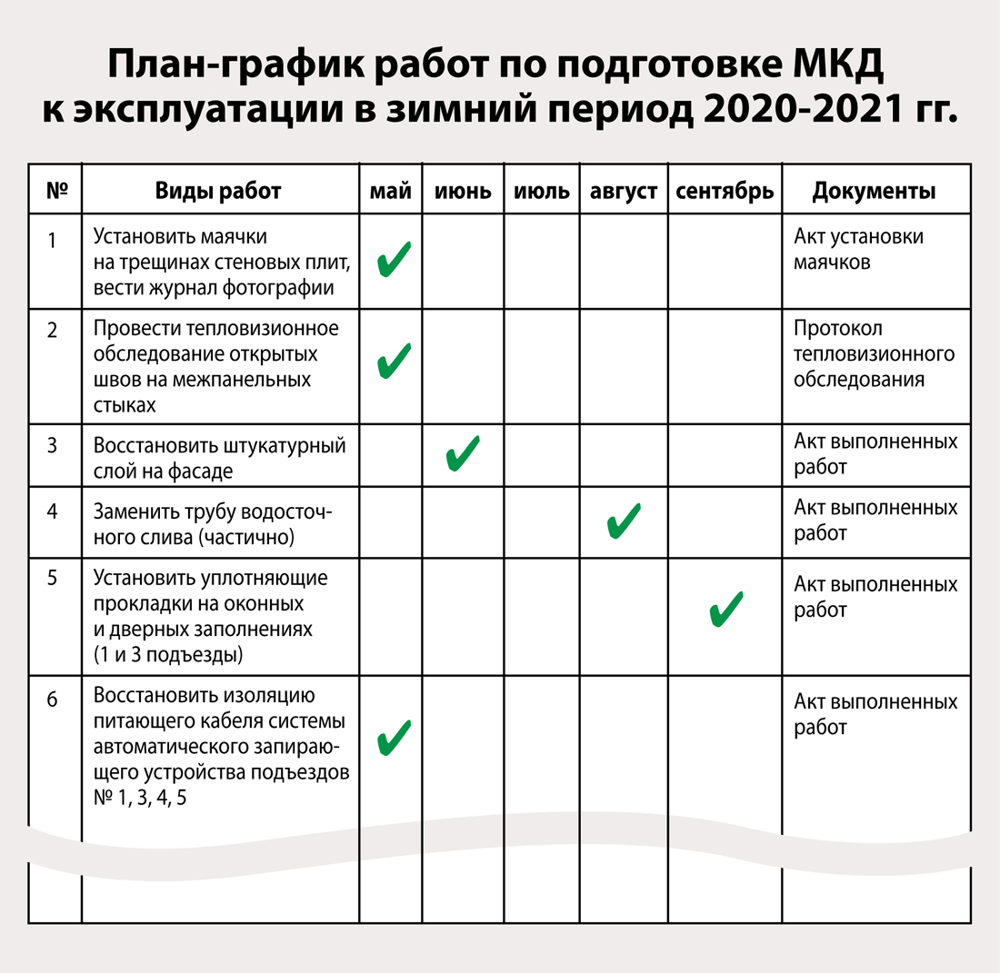 План-график работ по подготовке МКД
к эксплуатации в зимний период 2020-2021 гг.
№ Виды работ май июнь июль август сентябрь Документы
1
Установить маячки
на трещинах стеновых плит,
вести журнал фотографии
✓
Акт установки
маячков
2
Провести тепловизионное
обследование открытых
швов на межпанельных
стыках
✓
Протокол
тепловизионного
обследования
3
Восстановить штукатурный
слой на фасаде
✓
Акт выполненных
работ
4
Заменить трубу водосточ-
ного слива (частично)
✓
Акт выполненных
работ
5
Установить уплотняющие
прокладки на оконных
и дверных заполнениях
(1 и 3 подъезды)
✓
Акт выполненных
работ
6
Восстановить изоляцию
питающего кабеля системы
автоматического запираю-
щего устройства подъездов
№ 1, 3, 4, 5
✓
Акт выполненных
работ